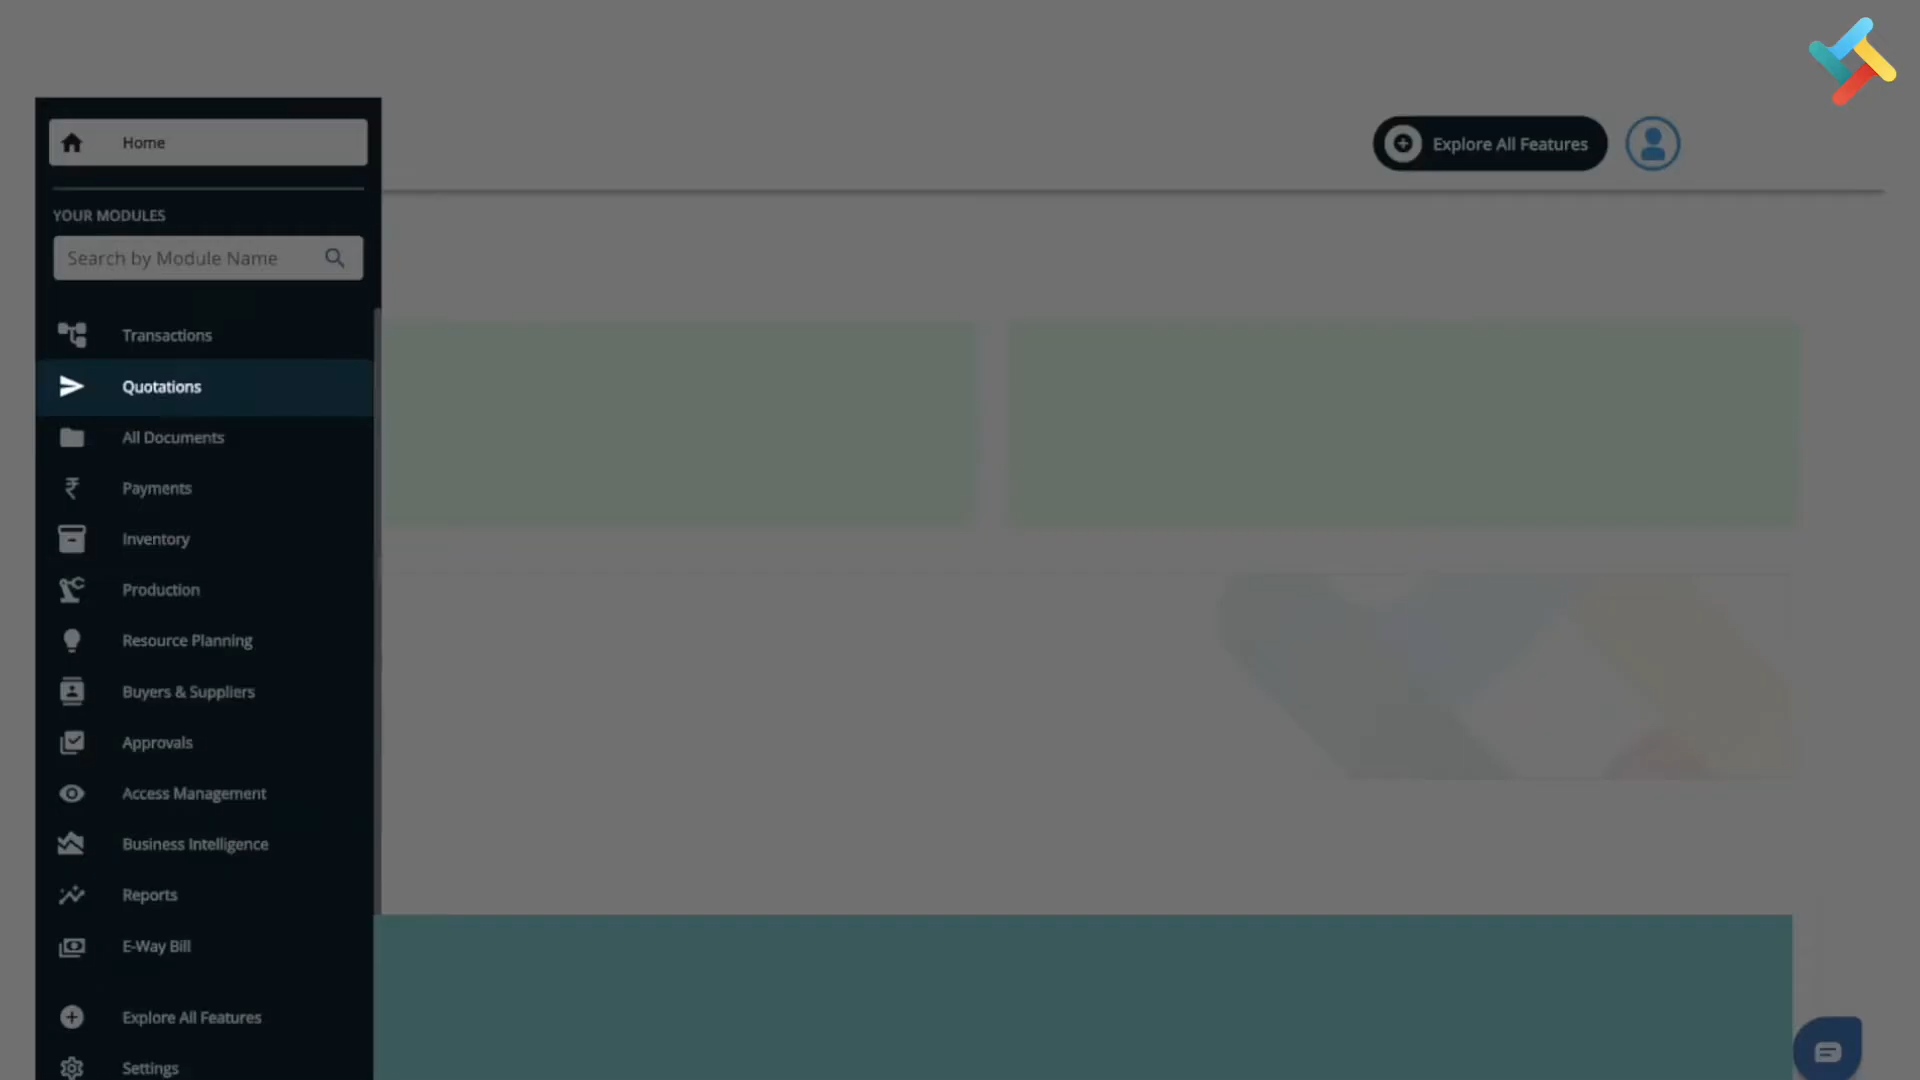 Home
Explore All Features
YOUR MODULES
Search by Module Name
Transactions
Quotations
All Documents
Payments
Inventory
Production
Resource Planning
Buyers & Suppliers
Approvals
Access Management
Business Intelligence
Reports
E-Way Bill
Explore All Features
Settings